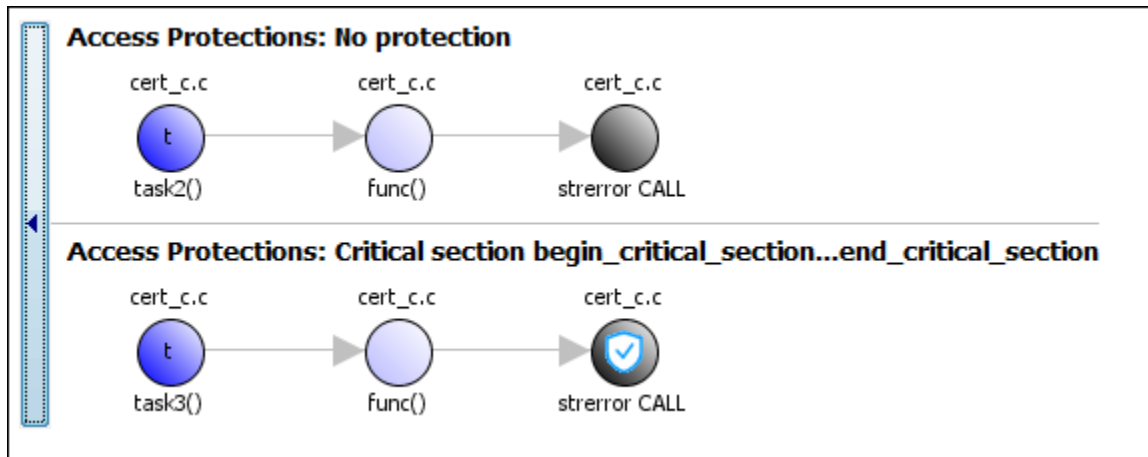 Access Protections: No protection
cert_c.c cert_c.c cert_c.c
t
task2() func() strerror CALL
Access Protections: Critical section begin_critical_section...end_critical_section
cert_c.c cert_c.c cert_c.c
t
task3() func() strerror CALL